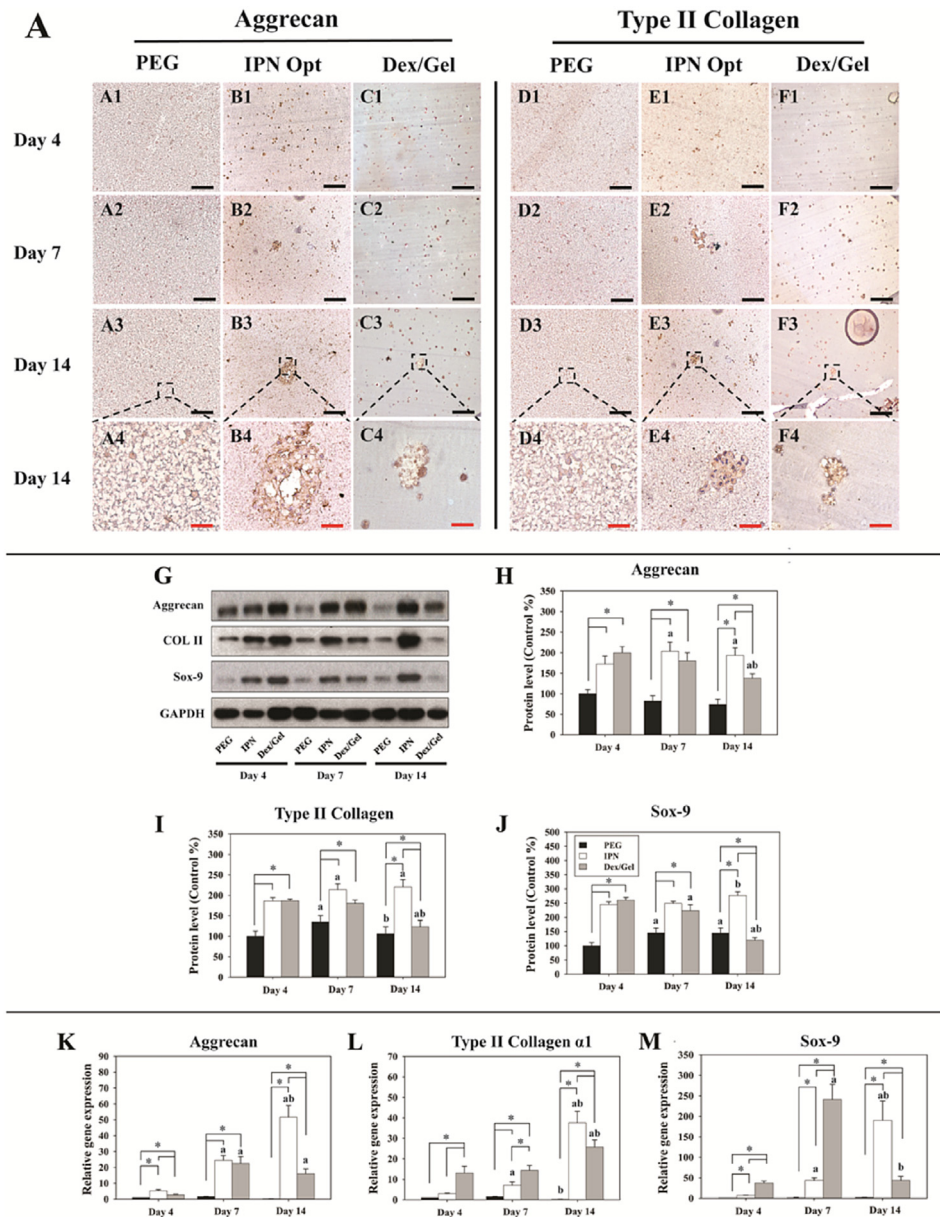 A
Aggrecan Type II Collagen
PEG IPN Opt Dex/Gel PEG IPN Opt Dex/Gel
Day 4 A1 B1 C1 D1 E1 F1
Day 7 A2 B2 C2 D2 E2 F2
Day 14 A3 B3 C3 D3 E3 F3
Day 14 A4 B4 C4 D4 E4 F4
G
Aggrecan
COL II
Sox-9
GAPDH
PEG IPN Dex/Gel PEG IPN Dex/Gel PEG IPN Dex/Gel
Day 4 Day 7 Day 14
H Aggrecan
Protein level (Control %)
350
300
250
200
150
100
50
0
* * * * *
a a ab
Day 4 Day 7 Day 14
I Type II Collagen
Protein level (Control %)
350
300
250
200
150
100
50
0
* * * * *
a a b a ab
Day 4 Day 7 Day 14
J Sox-9
Protein level (Control %)
500
450
400
350
300
250
200
150
100
50
0
PEG
IPN
Dex/Gel
* * * * *
a a a b ab
Day 4 Day 7 Day 14
K Aggrecan
Relative gene expression
90
80
70
60
50
40
30
20
10
0
* * * * * *
a a ab a
Day 4 Day 7 Day 14
L Type II Collagen α1
Relative gene expression
70
60
50
40
30
20
10
0
* * * * * * *
a b ab ab
Day 4 Day 7 Day 14
M Sox-9
Relative gene expression
350
300
250
200
150
100
50
0
* * * * * * * *
a a ab b
Day 4 Day 7 Day 14